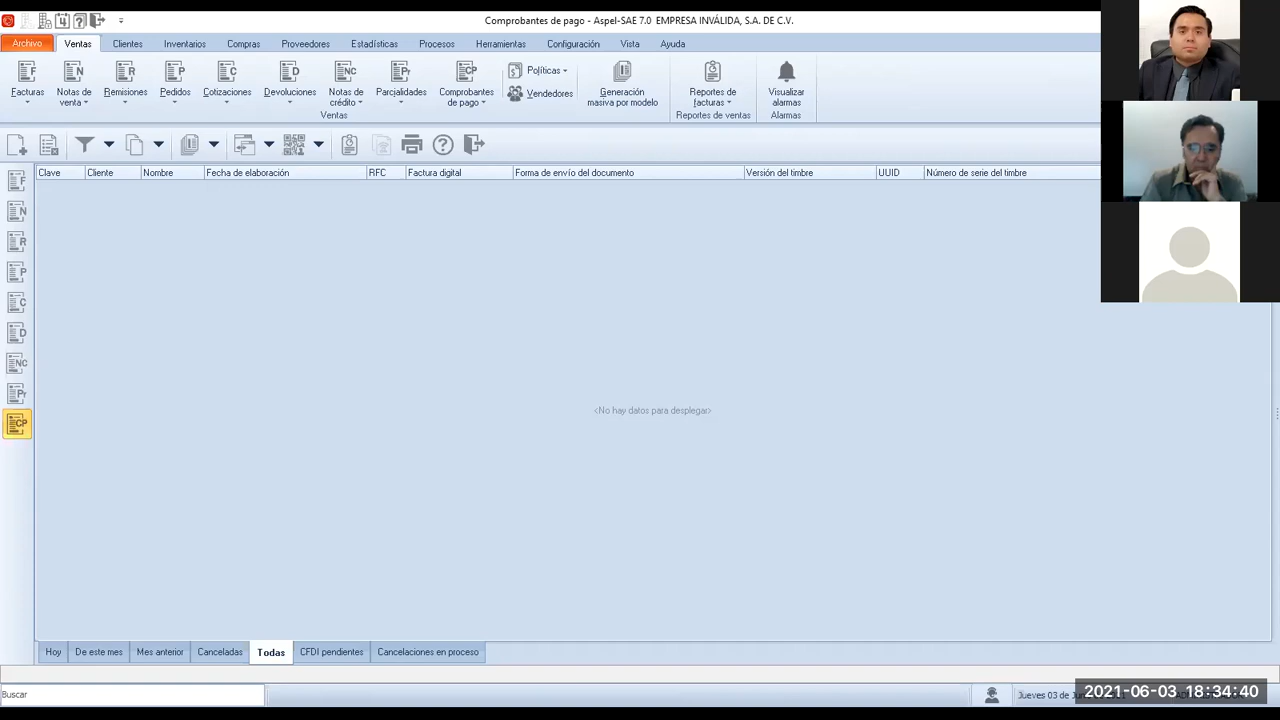 Comprobantes de pago - Aspel-SAE 7.0 EMPRESA INVÁLIDA, S.A. DE C.V.
Archivo Ventas Clientes Inventarios Compras Proveedores Estadísticas Procesos Herramientas Configuración Vista Ayuda
Facturas
Notas de venta
Remisiones
Pedidos
Cotizaciones
Devoluciones
Notas de crédito
Parcialidades
Comprobantes de pago
Políticas
Vendedores
Generación masiva por modelo
Reportes de facturas
Visualizar alarmas
Ventas Reportes de ventas Alarmas
Clave Cliente Nombre Fecha de elaboración RFC Factura digital Forma de envío del documento Versión del timbre UUID Número de serie del timbre
F
N
R
P
C
D
NC
CP
<No hay datos para desplegar>
Hoy De este mes Mes anterior Canceladas Todas CFDI pendientes Cancelaciones en proceso
Buscar
Jueves 03 de
2021-06-03 18:34:40